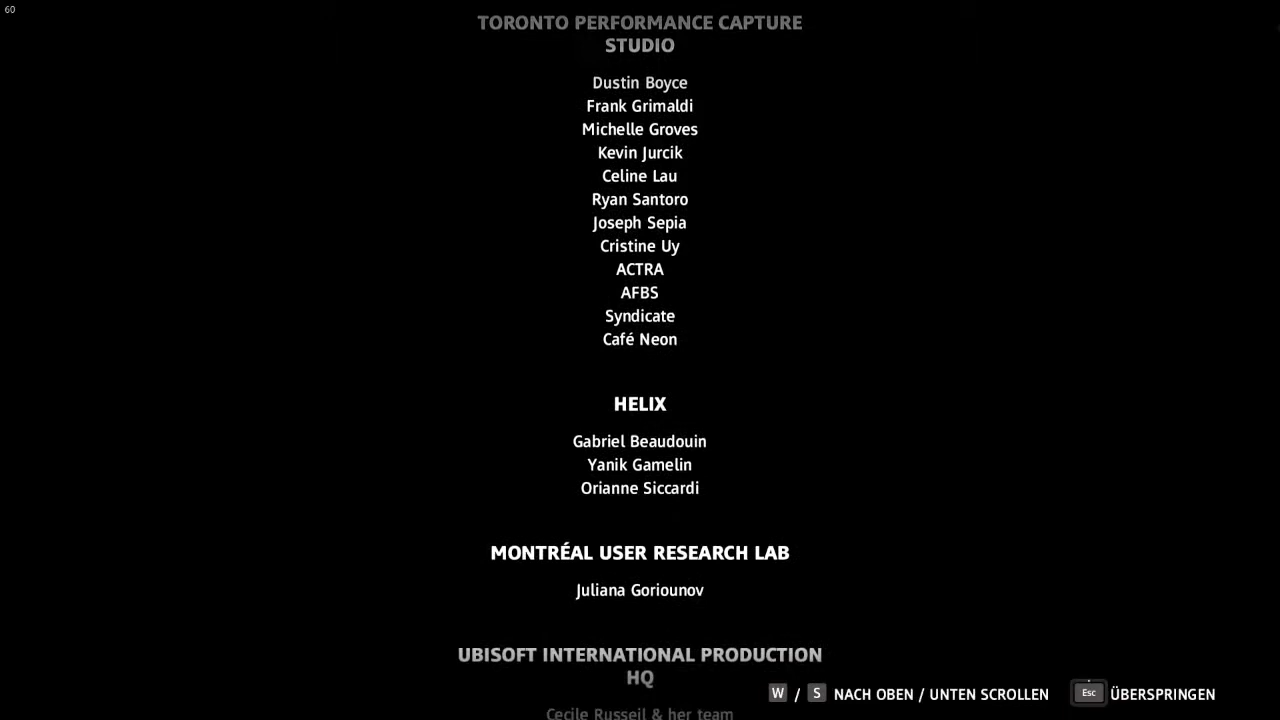 60
TORONTO PERFORMANCE CAPTURE
STUDIO
Dustin Boyce
Frank Grimaldi
Michelle Groves
Kevin Jurcik
Celine Lau
Ryan Santoro
Joseph Sepia
Cristine Uy
ACTRA
AFBS
Syndicate
Café Neon
HELIX
Gabriel Beaudouin
Yanik Gamelin
Orianne Siccardi
MONTRÉAL USER RESEARCH LAB
Juliana Goriounov
UBISOFT INTERNATIONAL PRODUCTION
HQ
Cecile Russeil & her team
W / S NACH OBEN / UNTEN SCROLLEN Esc ÜBERSPRINGEN